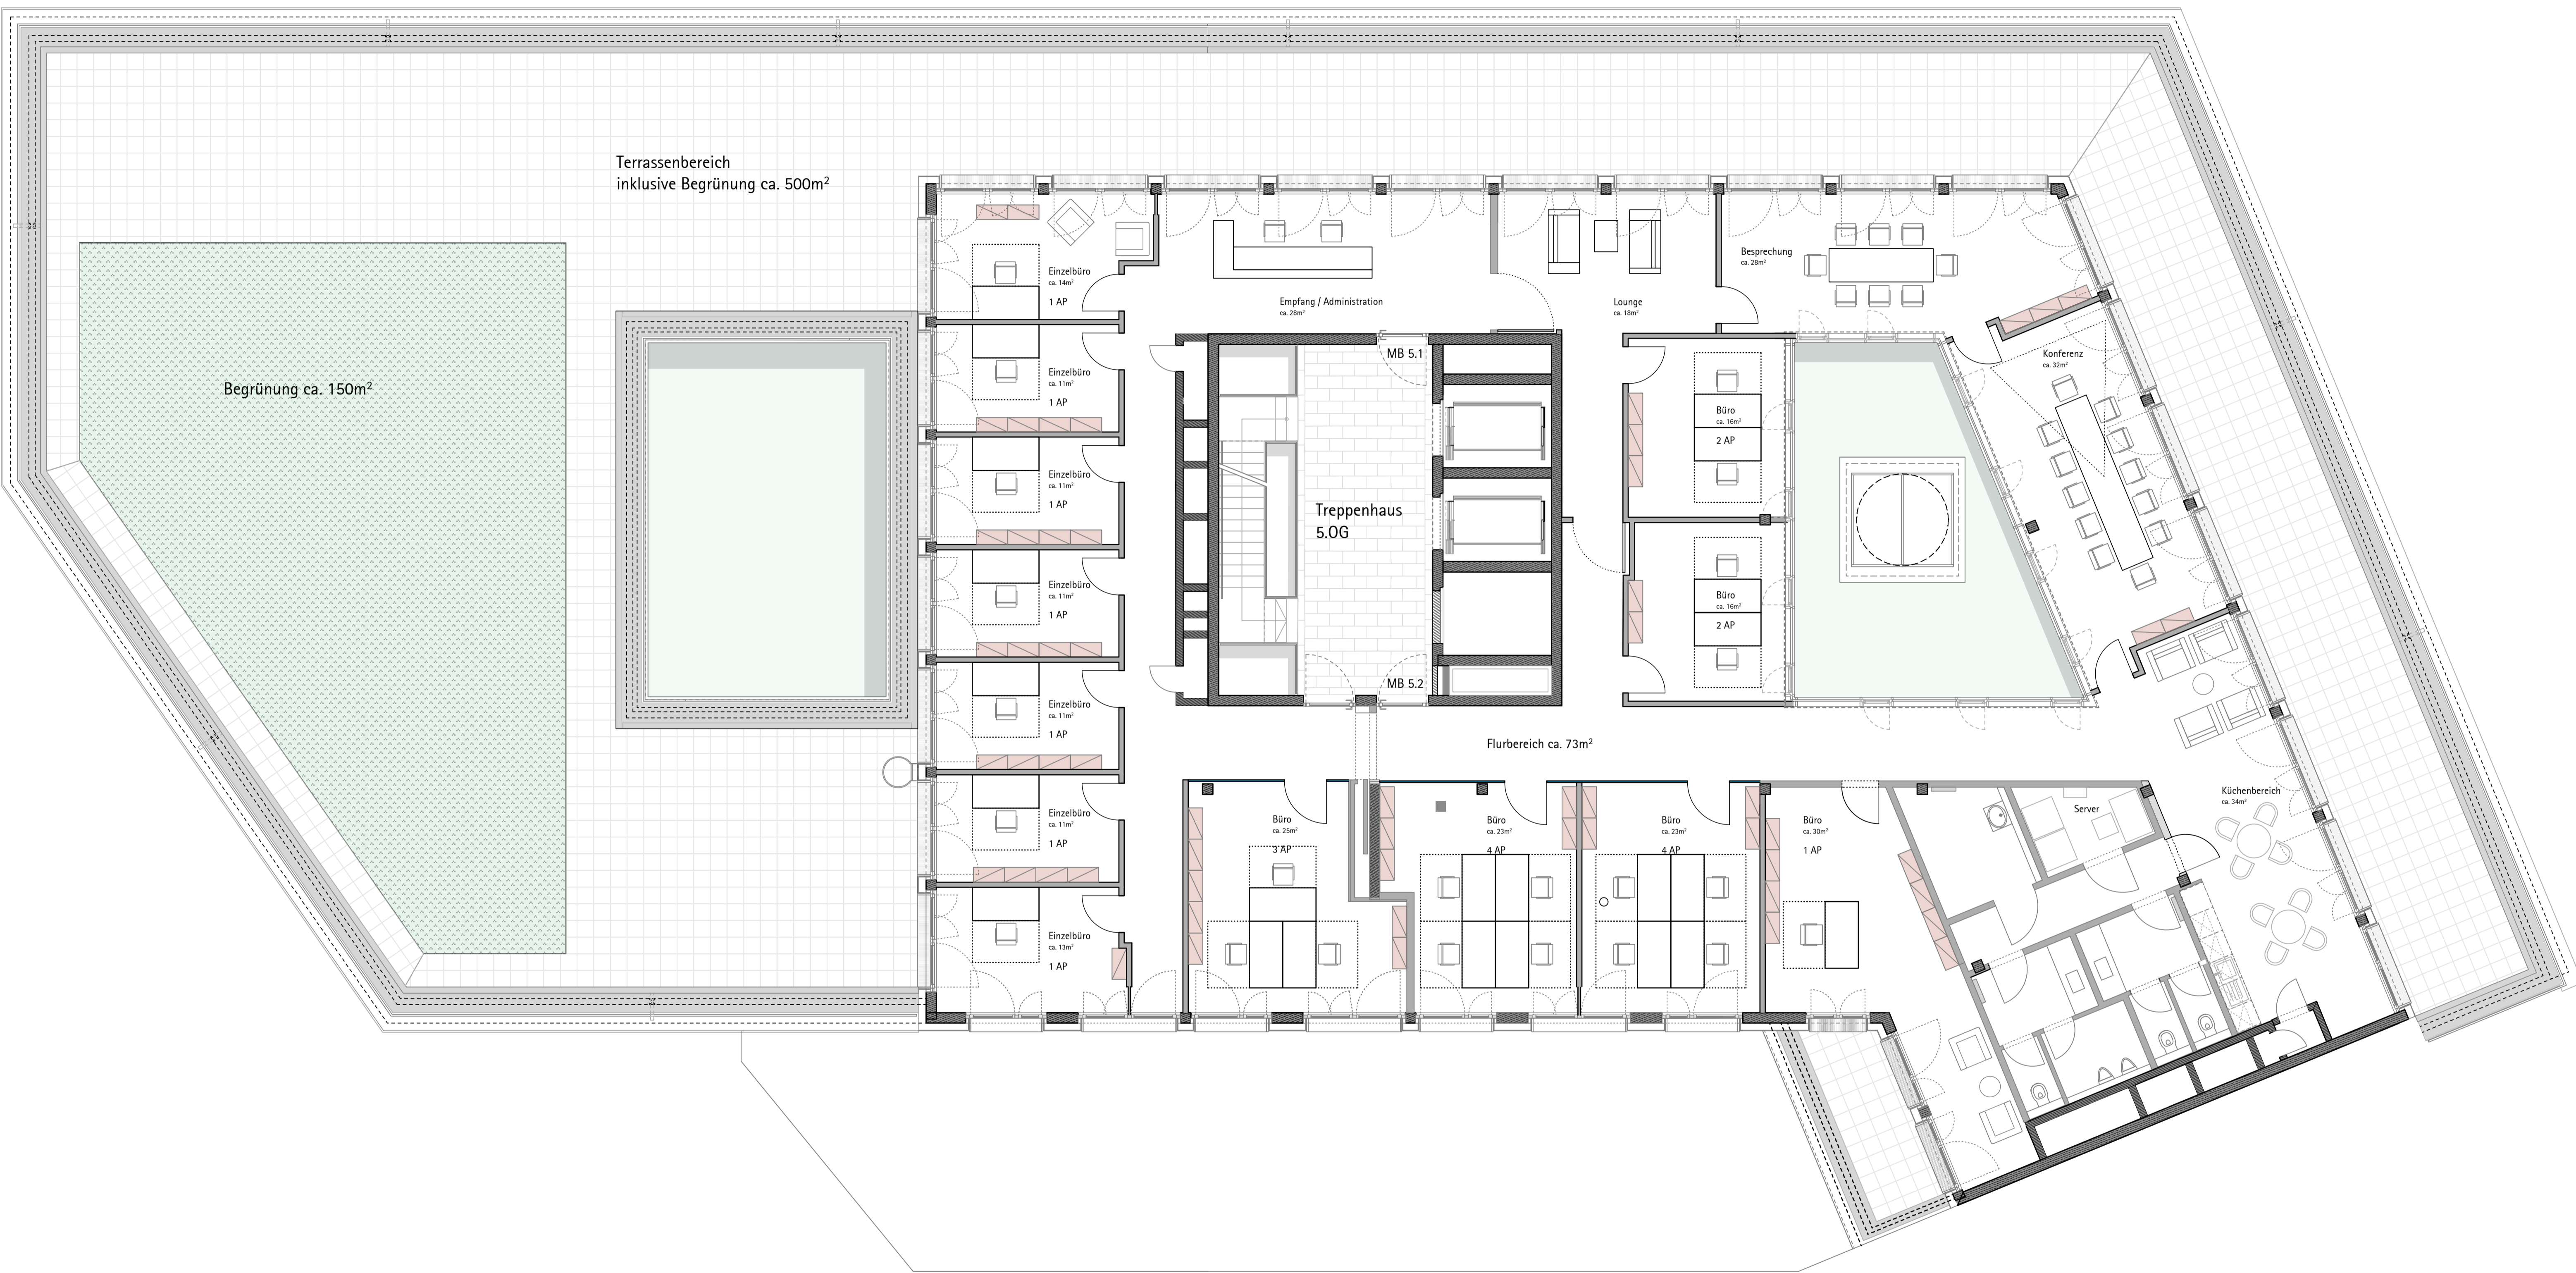 Terrassenbereich
inklusive Begrünung ca. 500m²
Begrünung ca. 150m²
Einzelbüro
ca. 14m²
1 AP
Einzelbüro
ca. 11m²
1 AP
Einzelbüro
ca. 11m²
1 AP
Einzelbüro
ca. 11m²
1 AP
Einzelbüro
ca. 11m²
1 AP
Einzelbüro
ca. 11m²
1 AP
Einzelbüro
ca. 13m²
1 AP
Empfang / Administration
ca. 28m²
Lounge
ca. 18m²
Besprechung
ca. 28m²
Konferenz
ca. 32m²
MB 5.1
Treppenhaus
5.OG
MB 5.2
Büro
ca. 16m²
2 AP
Büro
ca. 16m²
2 AP
Flurbereich ca. 73m²
Büro
ca. 25m²
3 AP
Büro
ca. 23m²
4 AP
Büro
ca. 23m²
4 AP
Büro
ca. 30m²
1 AP
Server
Küchenbereich
ca. 34m²